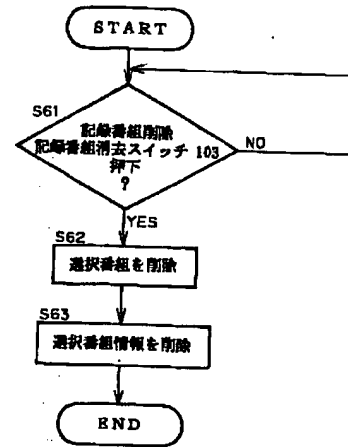 START
S61
記録番組削除
記録番組消去スイッチ 103
押下
?
NO
YES
S62
選択番組を削除
S63
選択番組情報を削除
END